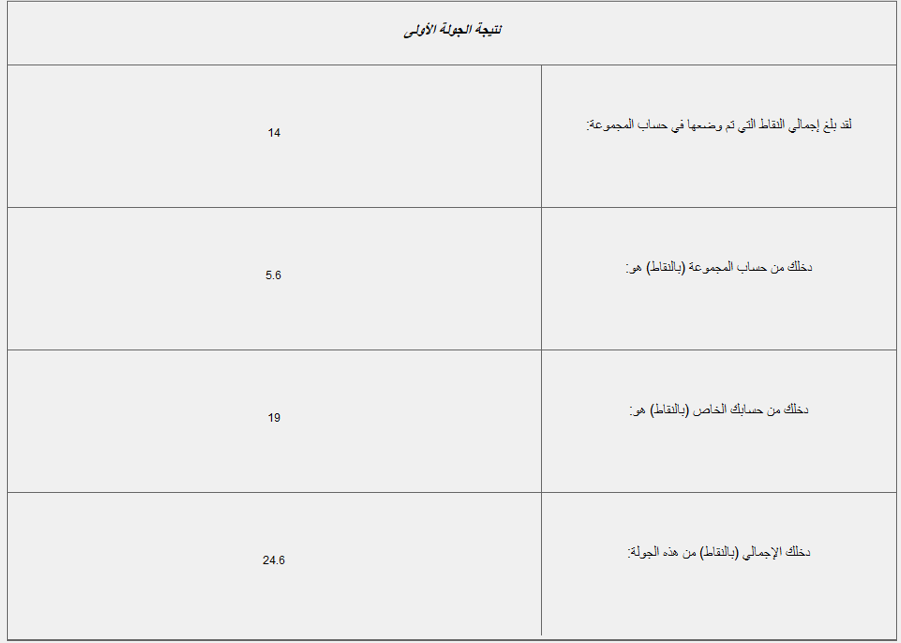 نتيجة الجولة الأولى
لقد بلغ إجمالي النقاط التي تم وضعها في حساب المجموعة:
14
دخلك من حساب المجموعة (بالنقاط) هو:
5.6
دخلك من حسابك الخاص (بالنقاط) هو:
19
دخلك الإجمالي (بالنقاط) من هذه الجولة:
24.6